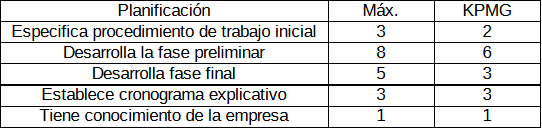 Planificación Máx. KPMG
Especifica procedimiento de trabajo inicial 3 2
Desarrolla la fase preliminar 8 6
Desarrolla fase final 5 3
Establece cronograma explicativo 3 3
Tiene conocimiento de la empresa 1 1